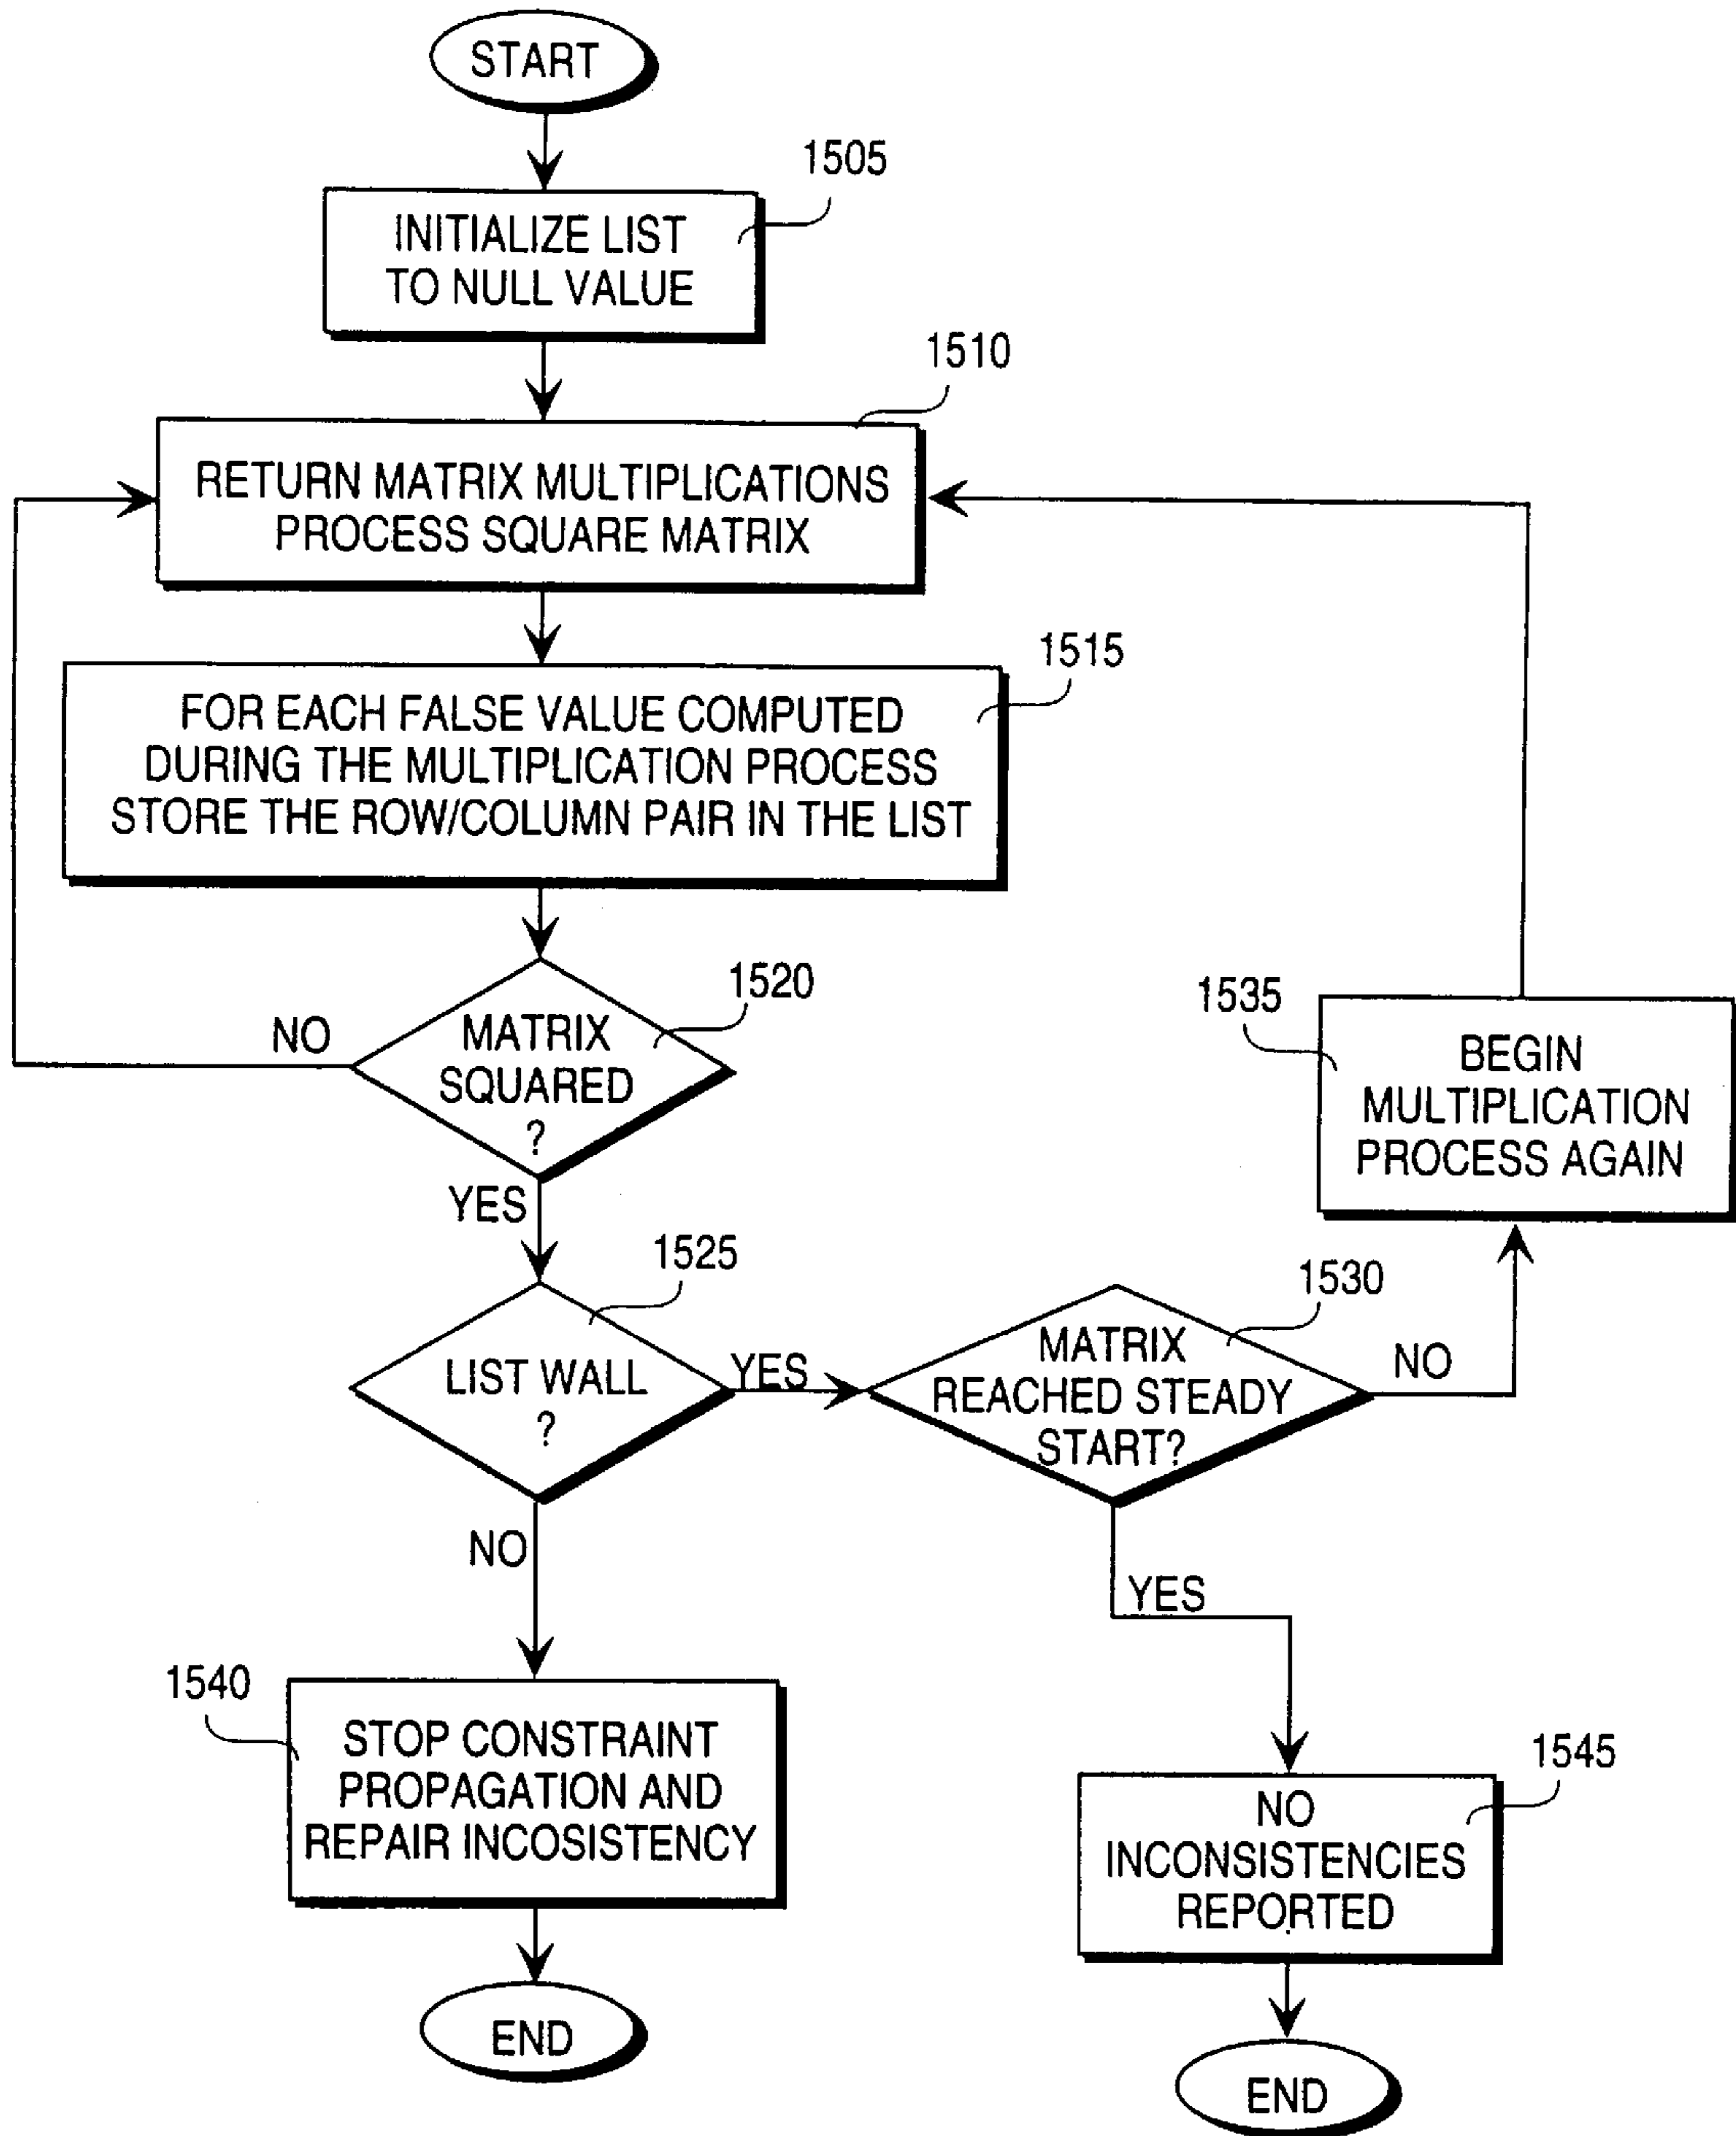 START
1505
INITIALIZE LIST
TO NULL VALUE
1510
RETURN MATRIX MULTIPLICATIONS
PROCESS SQUARE MATRIX
1515
FOR EACH FALSE VALUE COMPUTED
DURING THE MULTIPLICATION PROCESS
STORE THE ROW/COLUMN PAIR IN THE LIST
1520
MATRIX
SQUARED
?
NO
YES
1535
BEGIN
MULTIPLICATION
PROCESS AGAIN
1525
LIST WALL
?
YES
1530
MATRIX
REACHED STEADY
START?
NO
NO
YES
1540
STOP CONSTRAINT
PROPAGATION AND
REPAIR INCOSISTENCY
1545
NO
INCONSISTENCIES
REPORTED
END
END